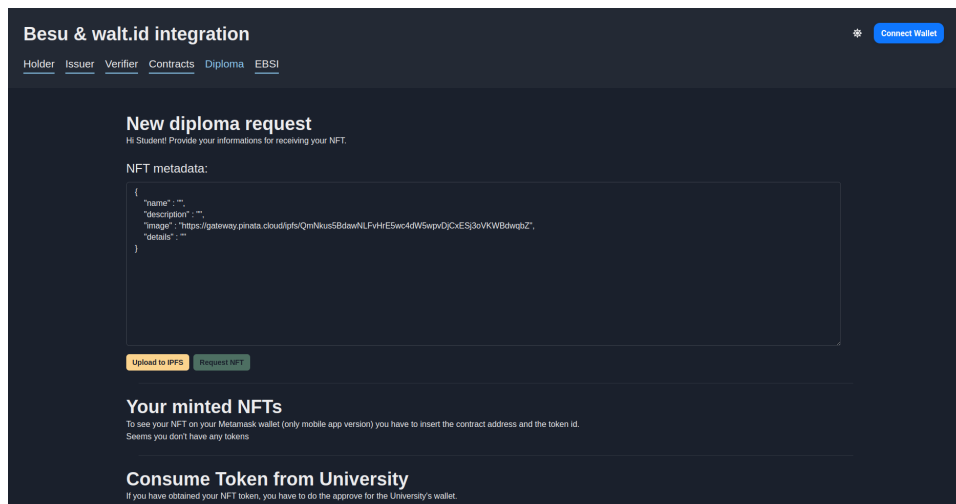 Besu & walt.id integration
Connect Wallet
Holder Issuer Verifier Contracts Diploma EBSI
New diploma request
Hi Student! Provide your informations for receiving your NFT.
NFT metadata:
{
"name" : "",
"description" : "",
"image" : "https://gateway.pinata.cloud/ipfs/QmNkus5BdawNLFvHrE5wc4dW5wpvDjCxESj3oVKWBdwqbZ",
"details" : ""
}
Upload to IPFS Request NFT
Your minted NFTs
To see your NFT on your Metamask wallet (only mobile app version) you have to insert the contract address and the token id.
Seems you don't have any tokens
Consume Token from University
If you have obtained your NFT token, you have to do the approve for the University's wallet.